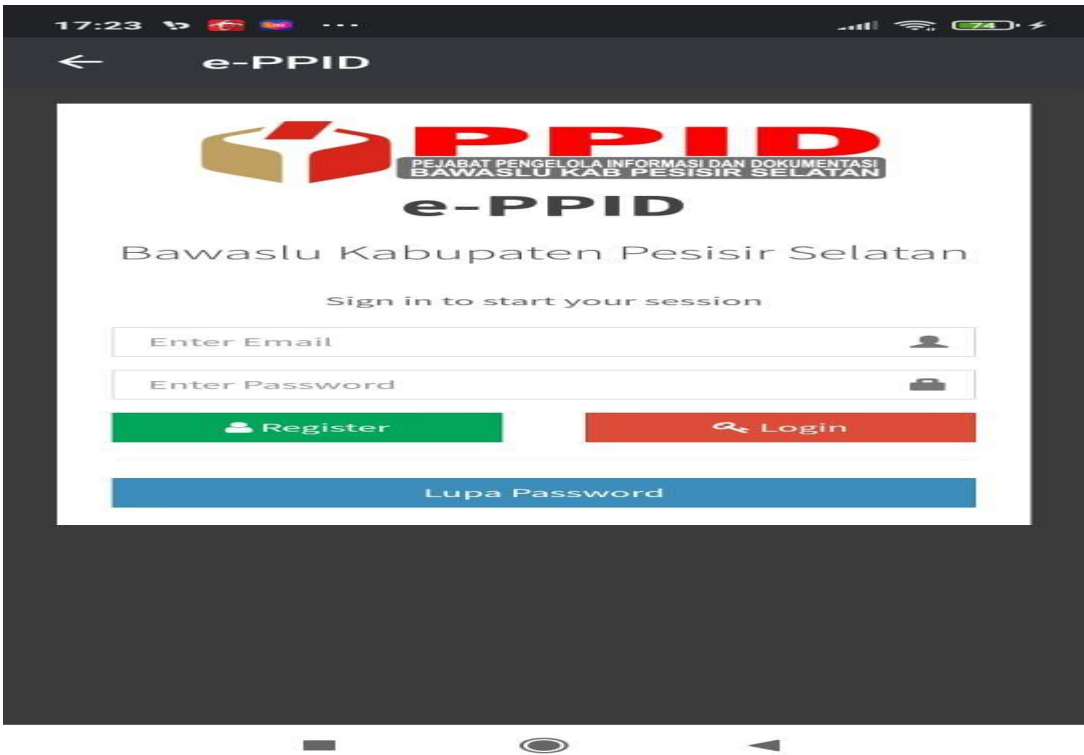 17:23
74
e-PPID
PPID
PEJABAT PENGELOLA INFORMASI DAN DOKUMENTASI
BAWASLU KAB PESISIR SELATAN
e-PPID
Bawaslu Kabupaten Pesisir Selatan
Sign in to start your session
Enter Email
Enter Password
Register
Login
Lupa Password